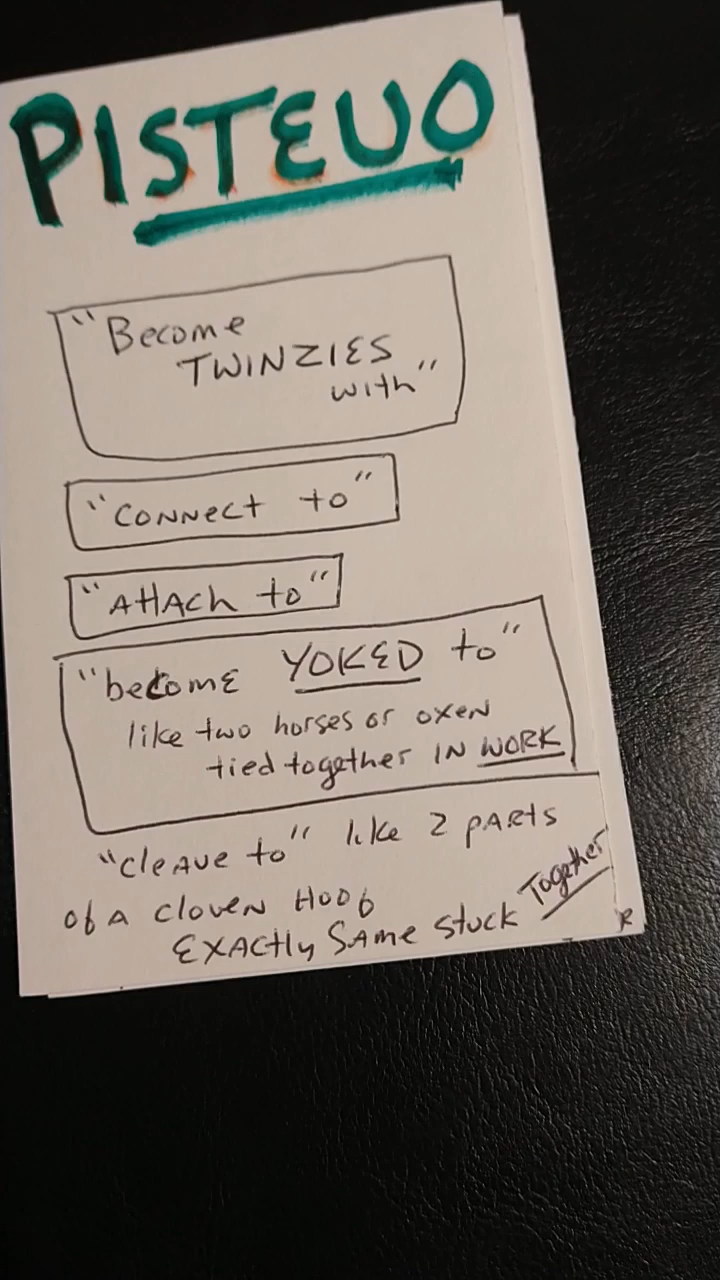 PISTEUO
"Become
TWINZIES
with"
"CONNECT to"
"AttAch to"
"become YOKED to"
like two horses or oxen
tied together IN WORK
"cleave to" like 2 pARts
of A cloven Hoof
Together
EXActly SAme stuck
R